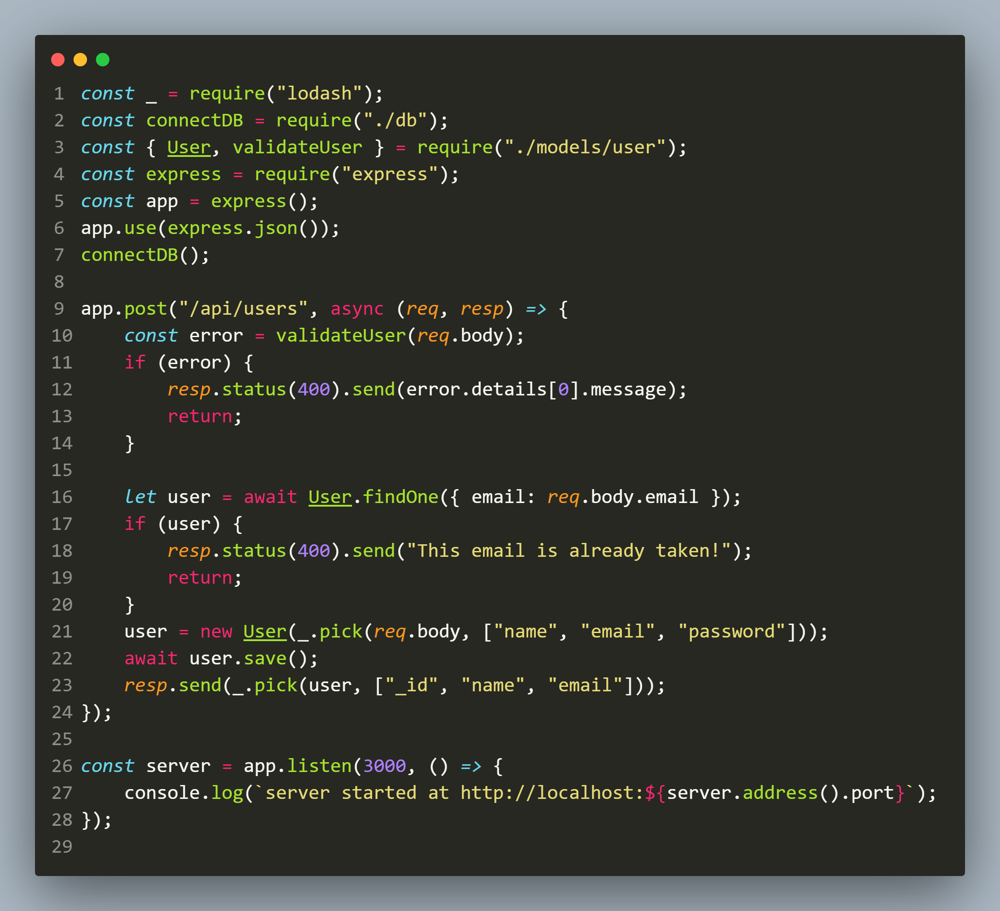 1 const _ = require("lodash");
2 const connectDB = require("./db");
3 const { User, validateUser } = require("./models/user");
4 const express = require("express");
5 const app = express();
6 app.use(express.json());
7 connectDB();
8
9 app.post("/api/users", async (req, resp) => {
10     const error = validateUser(req.body);
11     if (error) {
12         resp.status(400).send(error.details[0].message);
13         return;
14     }
15
16     let user = await User.findOne({ email: req.body.email });
17     if (user) {
18         resp.status(400).send("This email is already taken!");
19         return;
20     }
21     user = new User(_.pick(req.body, ["name", "email", "password"]));
22     await user.save();
23     resp.send(_.pick(user, ["_id", "name", "email"]));
24 });
25
26 const server = app.listen(3000, () => {
27     console.log(`server started at http://localhost:${server.address().port}`);
28 });
29